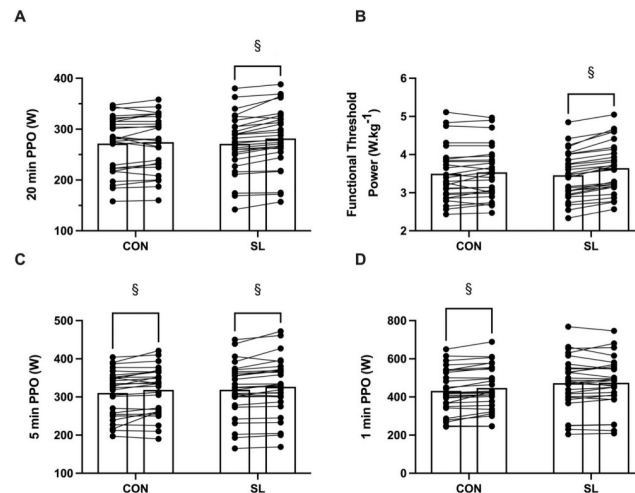 A
§
20 min PPO (W)
400
300
200
100
CON
SL
B
§
Functional Threshold
Power (W.kg⁻¹)
6
5
4
3
2
CON
SL
C
§
§
5 min PPO (W)
500
400
300
200
100
CON
SL
D
§
1 min PPO (W)
800
600
400
200
0
CON
SL